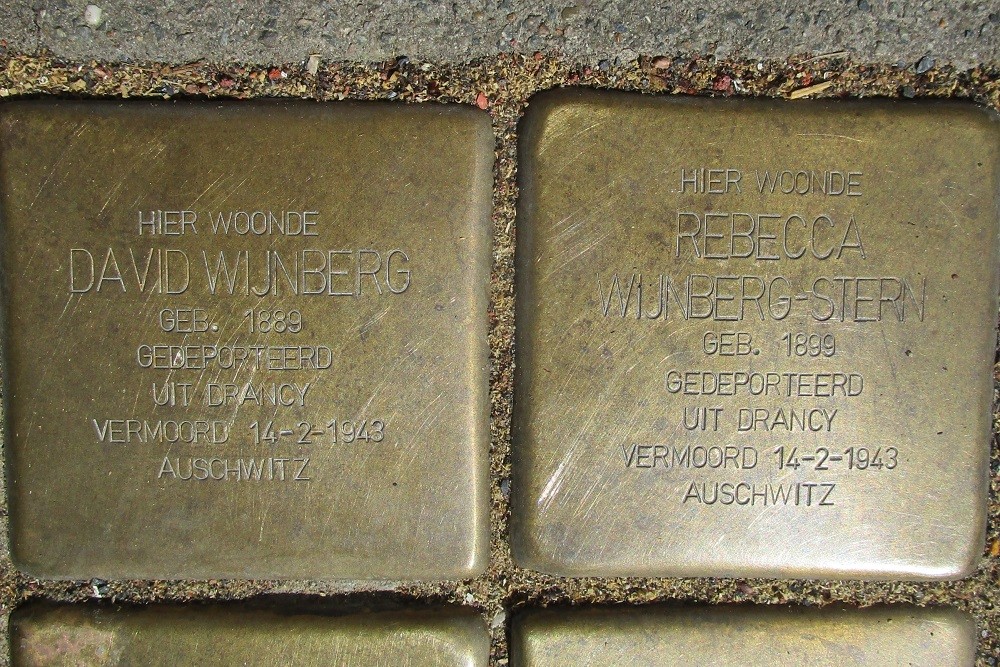 HIER WOONDE
DAVID WIJNBERG
GEB. 1889
GEDEPORTEERD
UIT DRANCY
VERMOORD 14-2-1943
AUSCHWITZ
HIER WOONDE
REBECCA
WIJNBERG-STERN
GEB. 1899
GEDEPORTEERD
UIT DRANCY
VERMOORD 14-2-1943
AUSCHWITZ